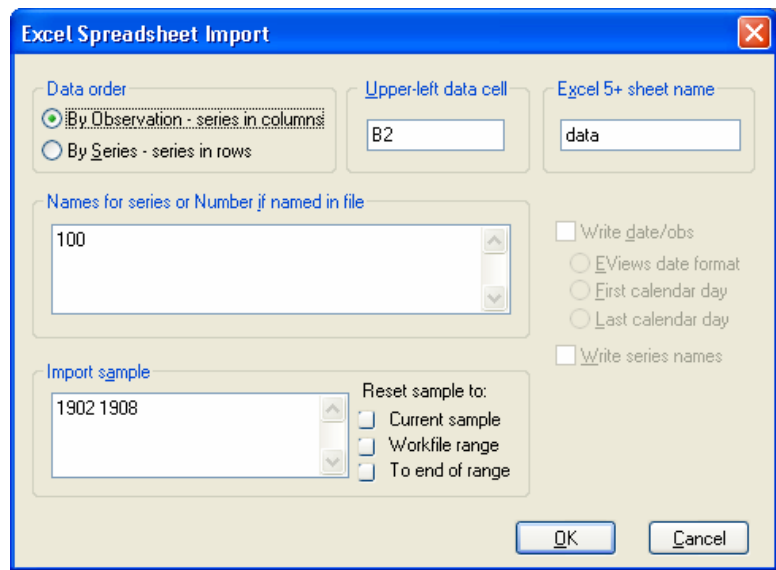 Excel Spreadsheet Import
Data order
By Observation - series in columns
By Series - series in rows
Upper-left data cell
B2
Excel 5+ sheet name
data
Names for series or Number if named in file
100
Write date/obs
EViews date format
First calendar day
Last calendar day
Write series names
Import sample
1902 1908
Reset sample to:
Current sample
Workfile range
To end of range
OK
Cancel